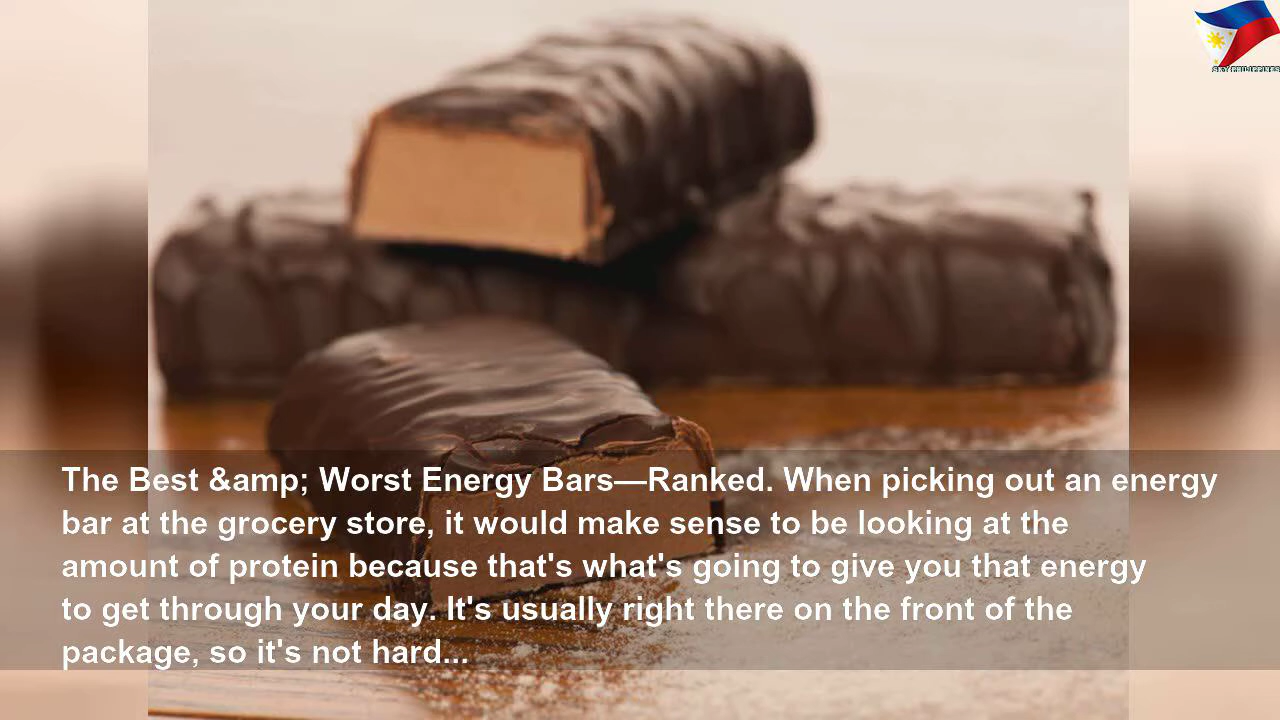 SKY PHILIPPINES
The Best &amp; Worst Energy Bars—Ranked. When picking out an energy
bar at the grocery store, it would make sense to be looking at the
amount of protein because that's what's going to give you that energy
to get through your day. It's usually right there on the front of the
package, so it's not hard...